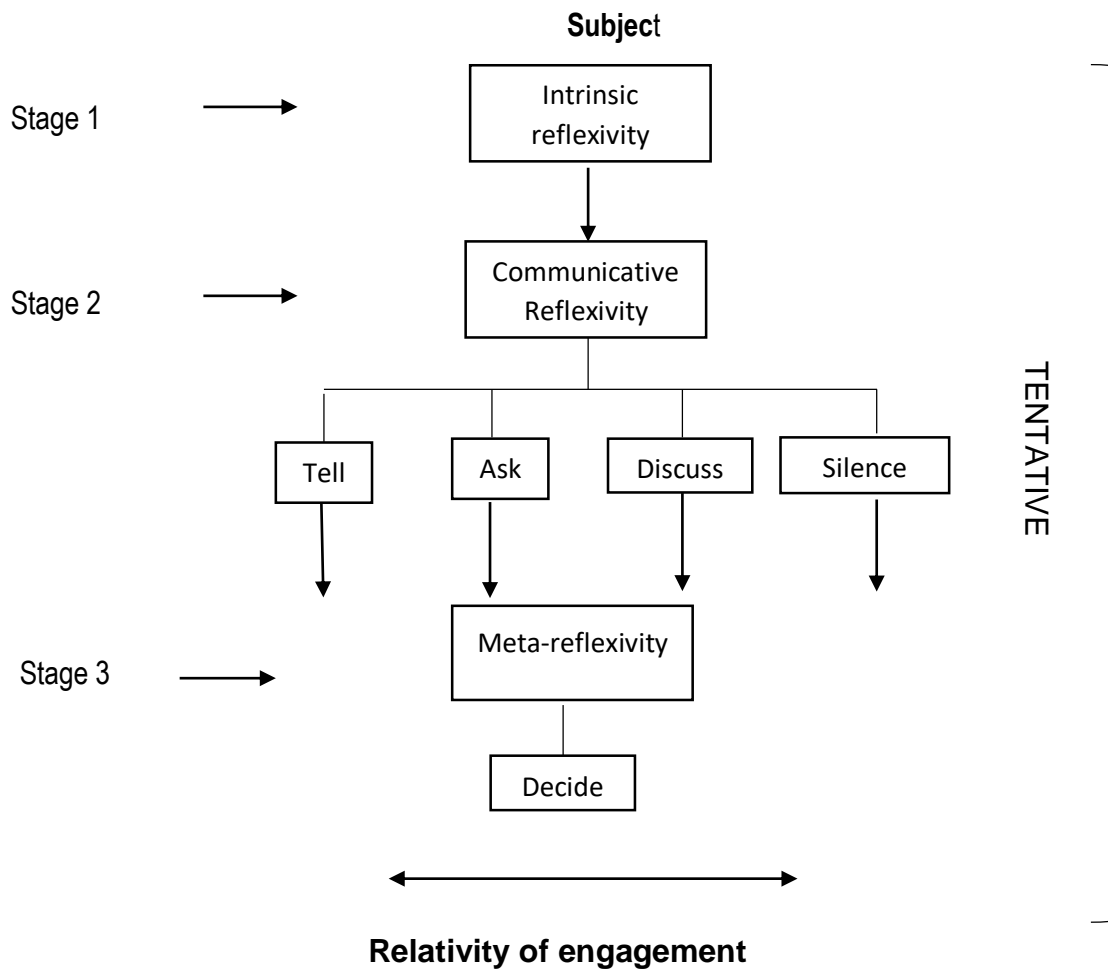 Subject
Intrinsic
reflexivity
Stage 1
Communicative
Reflexivity
Stage 2
Tell
Ask
Discuss
Silence
TENTATIVE
Meta-reflexivity
Stage 3
Decide
Relativity of engagement